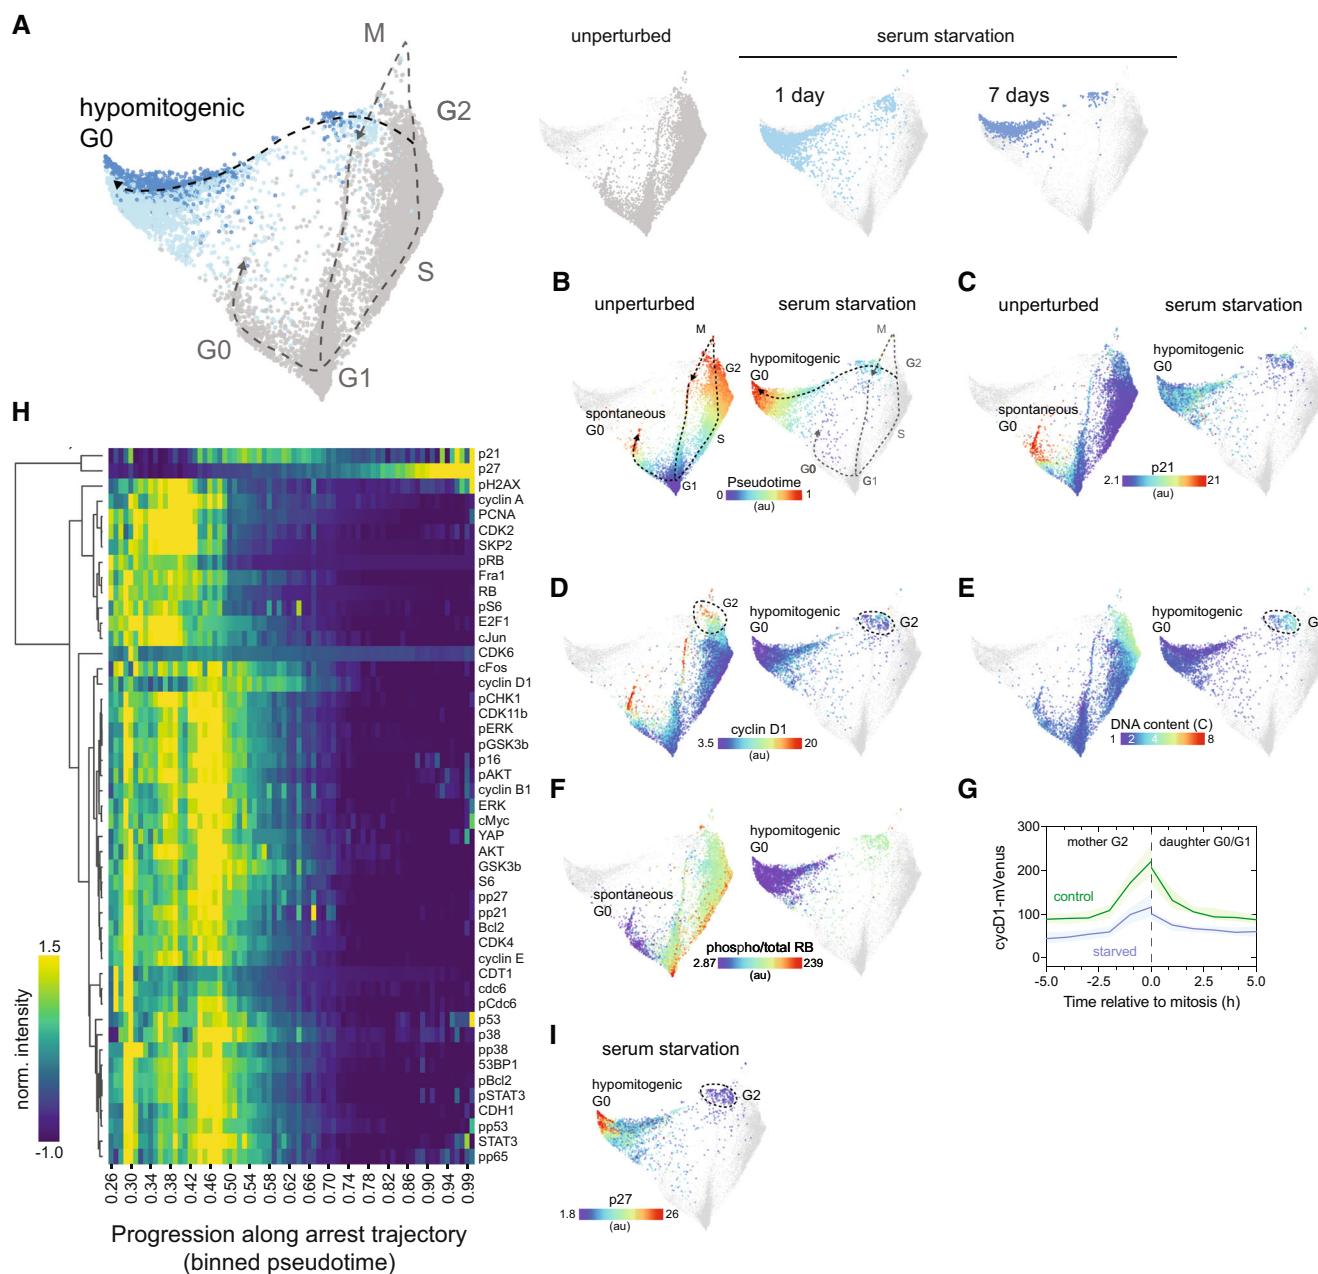 A
hypomitogenic
G0
M
G2
S
G0
G1
unperturbed
serum starvation
1 day
7 days
B
unperturbed
serum starvation
M
G2
S
G1
spontaneous
G0
hypomitogenic
G0
M
G2
S
G0
G1
Pseudotime
0
1
(au)
C
unperturbed
serum starvation
hypomitogenic
G0
spontaneous
G0
p21
2.1
21
(au)
D
G2
hypomitogenic
G0
G2
cyclin D1
3.5
20
(au)
E
hypomitogenic
G0
G
DNA content (C)
1 2 4 8
F
hypomitogenic
G0
spontaneous
G0
phospho/total RB
2.87
239
(au)
G
cycD1-mVenus
300
200
100
0
mother G2
daughter G0/G1
control
starved
-5.0 -2.5 0.0 2.5 5.0
Time relative to mitosis (h)
H
p21
p27
pH2AX
cyclin A
PCNA
CDK2
SKP2
pRB
Fra1
RB
pS6
E2F1
cJun
CDK6
cFos
cyclin D1
pCHK1
CDK11b
pERK
pGSK3b
p16
pAKT
cyclin B1
ERK
cMyc
YAP
AKT
GSK3b
S6
pp27
pp21
Bcl2
CDK4
cyclin E
CDT1
cdc6
pCdc6
p53
p38
pp38
53BP1
pBcl2
pSTAT3
CDH1
pp53
STAT3
pp65
1.5
norm. intensity
-1.0
0.26 0.30 0.34 0.38 0.42 0.46 0.50 0.54 0.58 0.62 0.66 0.70 0.74 0.78 0.82 0.86 0.90 0.94 0.99
Progression along arrest trajectory
(binned pseudotime)
I
serum starvation
hypomitogenic
G0
G2
p27
1.8
26
(au)